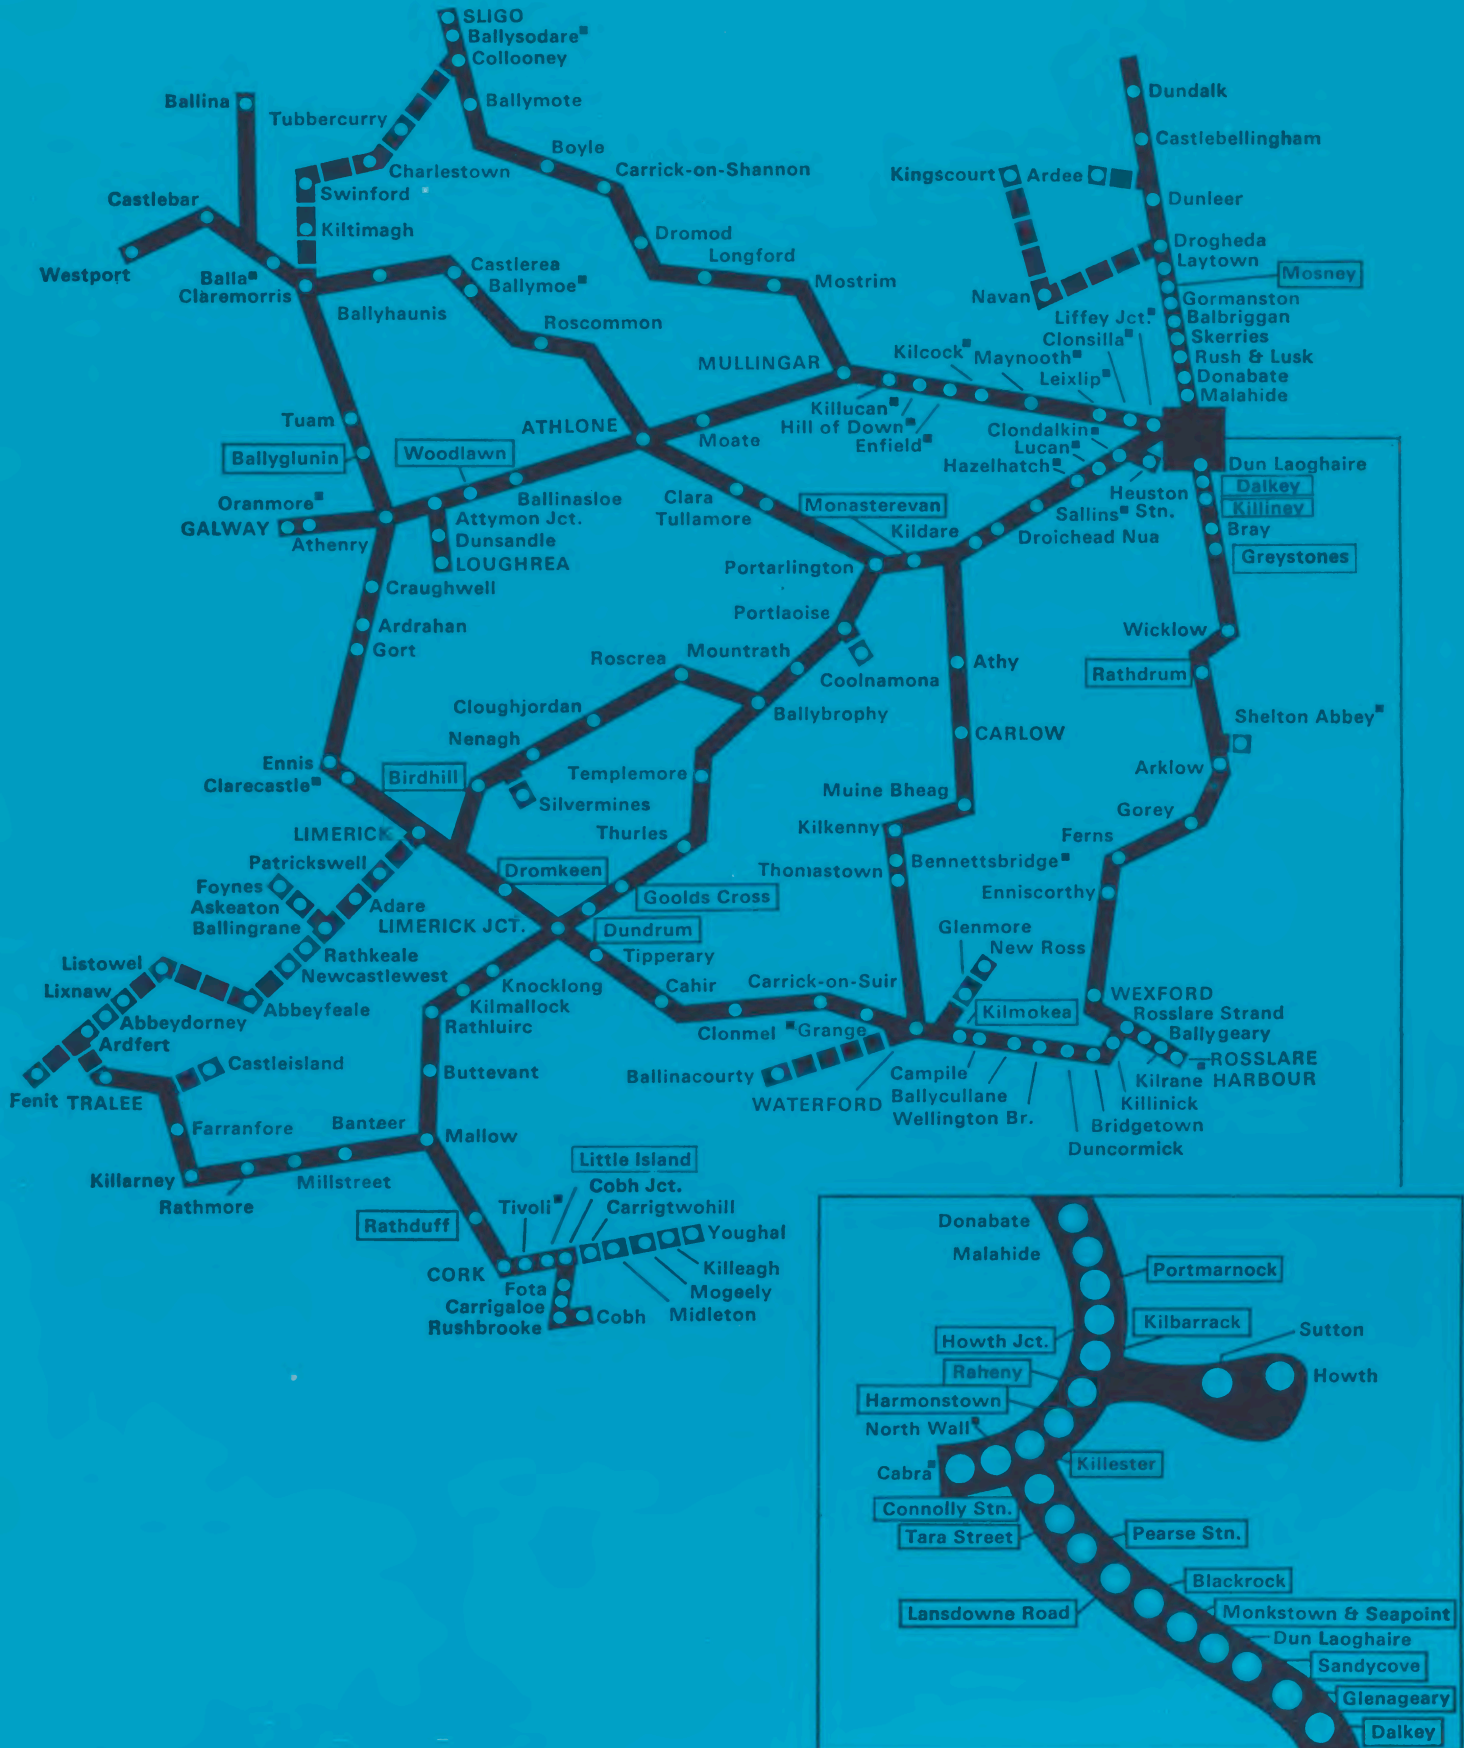 SLIGO
Ballysodare
Collooney
Ballymote
Boyle
Carrick-on-Shannon
Dromod
Longford
Mostrim
MULLINGAR
Tubbercurry
Charlestown
Swinford
Kiltimagh
Ballina
Castlebar
Westport
Balla
Claremorris
Ballyhaunis
Castlerea
Ballymoe
Roscommon
ATHLONE
Moate
Dundalk
Castlebellingham
Kingscourt
Ardee
Dunleer
Drogheda
Laytown
Mosney
Navan
Gormanston
Balbriggan
Skerries
Rush & Lusk
Donabate
Malahide
Liffey Jct.
Clonsilla
Leixlip
Maynooth
Kilcock
Killucan
Hill of Down
Enfield
Clondalkin
Lucan
Hazelhatch
Heuston
Stn.
Sallins
Droichead Nua
Kildare
Monasterevan
Portarlington
Clara
Tullamore
Tuam
Ballyglunin
Woodlawn
Ballinasloe
Oranmore
GALWAY
Athenry
Attymon Jct.
Dunsandle
LOUGHREA
Craughwell
Ardrahan
Gort
Ennis
Clarecastle
Dun Laoghaire
Dalkey
Killiney
Bray
Greystones
Wicklow
Rathdrum
Shelton Abbey
Arklow
Gorey
Ferns
Enniscorthy
Portlaoise
Mountrath
Coolnamona
Roscrea
Ballybrophy
Cloughjordan
Nenagh
Birdhill
Silvermines
Templemore
Thurles
Athy
CARLOW
Muine Bheag
Kilkenny
Bennettsbridge
Thomastown
LIMERICK
Patrickswell
Foynes
Askeaton
Ballingrane
Adare
Rathkeale
Newcastlewest
Abbeyfeale
Listowel
Lixnaw
Abbeydorney
Ardfert
Fenit
TRALEE
Castleisland
Dromkeen
Goolds Cross
LIMERICK JCT.
Dundrum
Tipperary
Cahir
Clonmel
Carrick-on-Suir
Grange
Knocklong
Kilmallock
Rathluirc
Buttevant
Glenmore
New Ross
Kilmokea
WEXFORD
Rosslare Strand
Ballygeary
ROSSLARE
HARBOUR
Kilrane
Killinick
Bridgetown
Duncormick
Wellington Br.
Ballycullane
Campile
WATERFORD
Ballinacourty
Farranfore
Killarney
Rathmore
Millstreet
Banteer
Mallow
Rathduff
CORK
Tivoli
Little Island
Cobh Jct.
Carrigtwohill
Youghal
Killeagh
Mogeely
Midleton
Fota
Carrigaloe
Rushbrooke
Cobh
Donabate
Malahide
Portmarnock
Kilbarrack
Howth Jct.
Sutton
Howth
Raheny
Harmonstown
North Wall
Killester
Cabra
Connolly Stn.
Tara Street
Pearse Stn.
Lansdowne Road
Blackrock
Monkstown & Seapoint
Dun Laoghaire
Sandycove
Glenageary
Dalkey